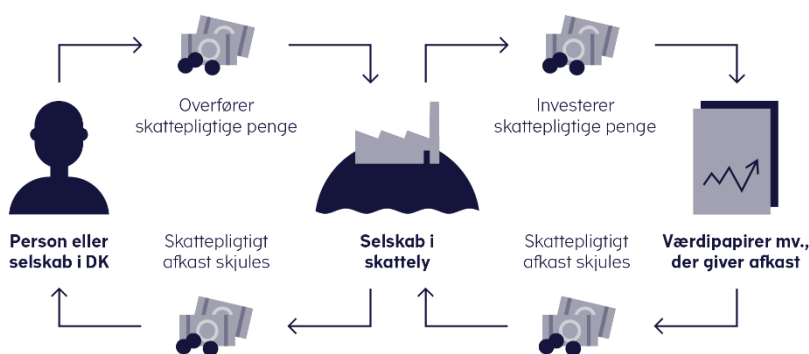 Overfører
skattepligtige penge
Investerer
skattepligtige penge
Person eller
selskab i DK
Skattepligtigt
afkast skjules
Selskab i
skattely
Skattepligtigt
afkast skjules
Værdipapirer mv.,
der giver afkast